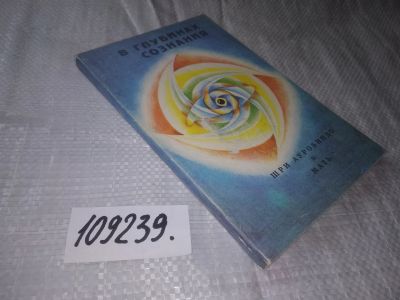 В ГЛУБИНАХ
СОЗНАНИЯ
ШРИ АУРОБИНДО
И
МАТЬ
109239.